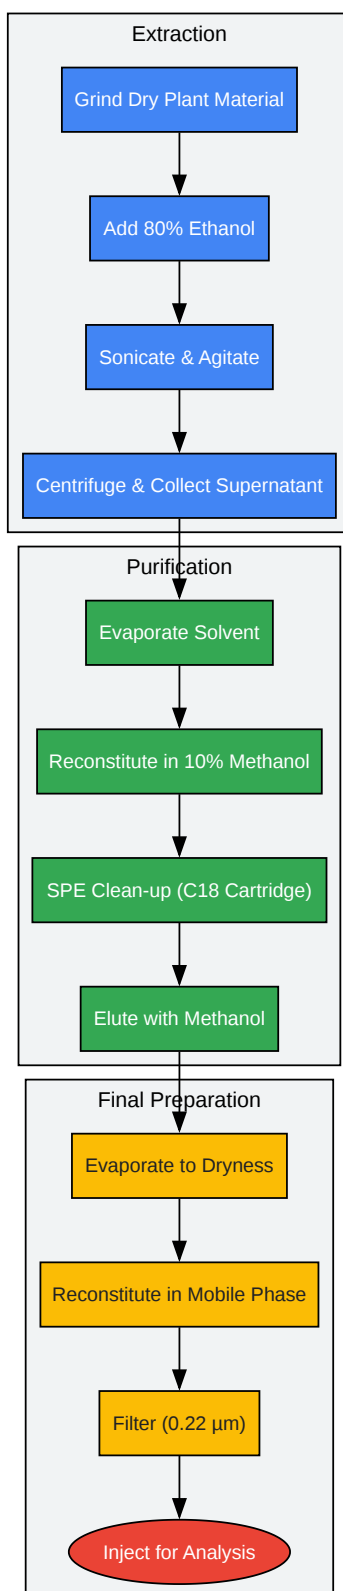 Extraction
Grind Dry Plant Material
Add 80% Ethanol
Sonicate & Agitate
Centrifuge & Collect Supernatant
Purification
Evaporate Solvent
Reconstitute in 10% Methanol
SPE Clean-up (C18 Cartridge)
Elute with Methanol
Final Preparation
Evaporate to Dryness
Reconstitute in Mobile Phase
Filter (0.22 µm)
Inject for Analysis